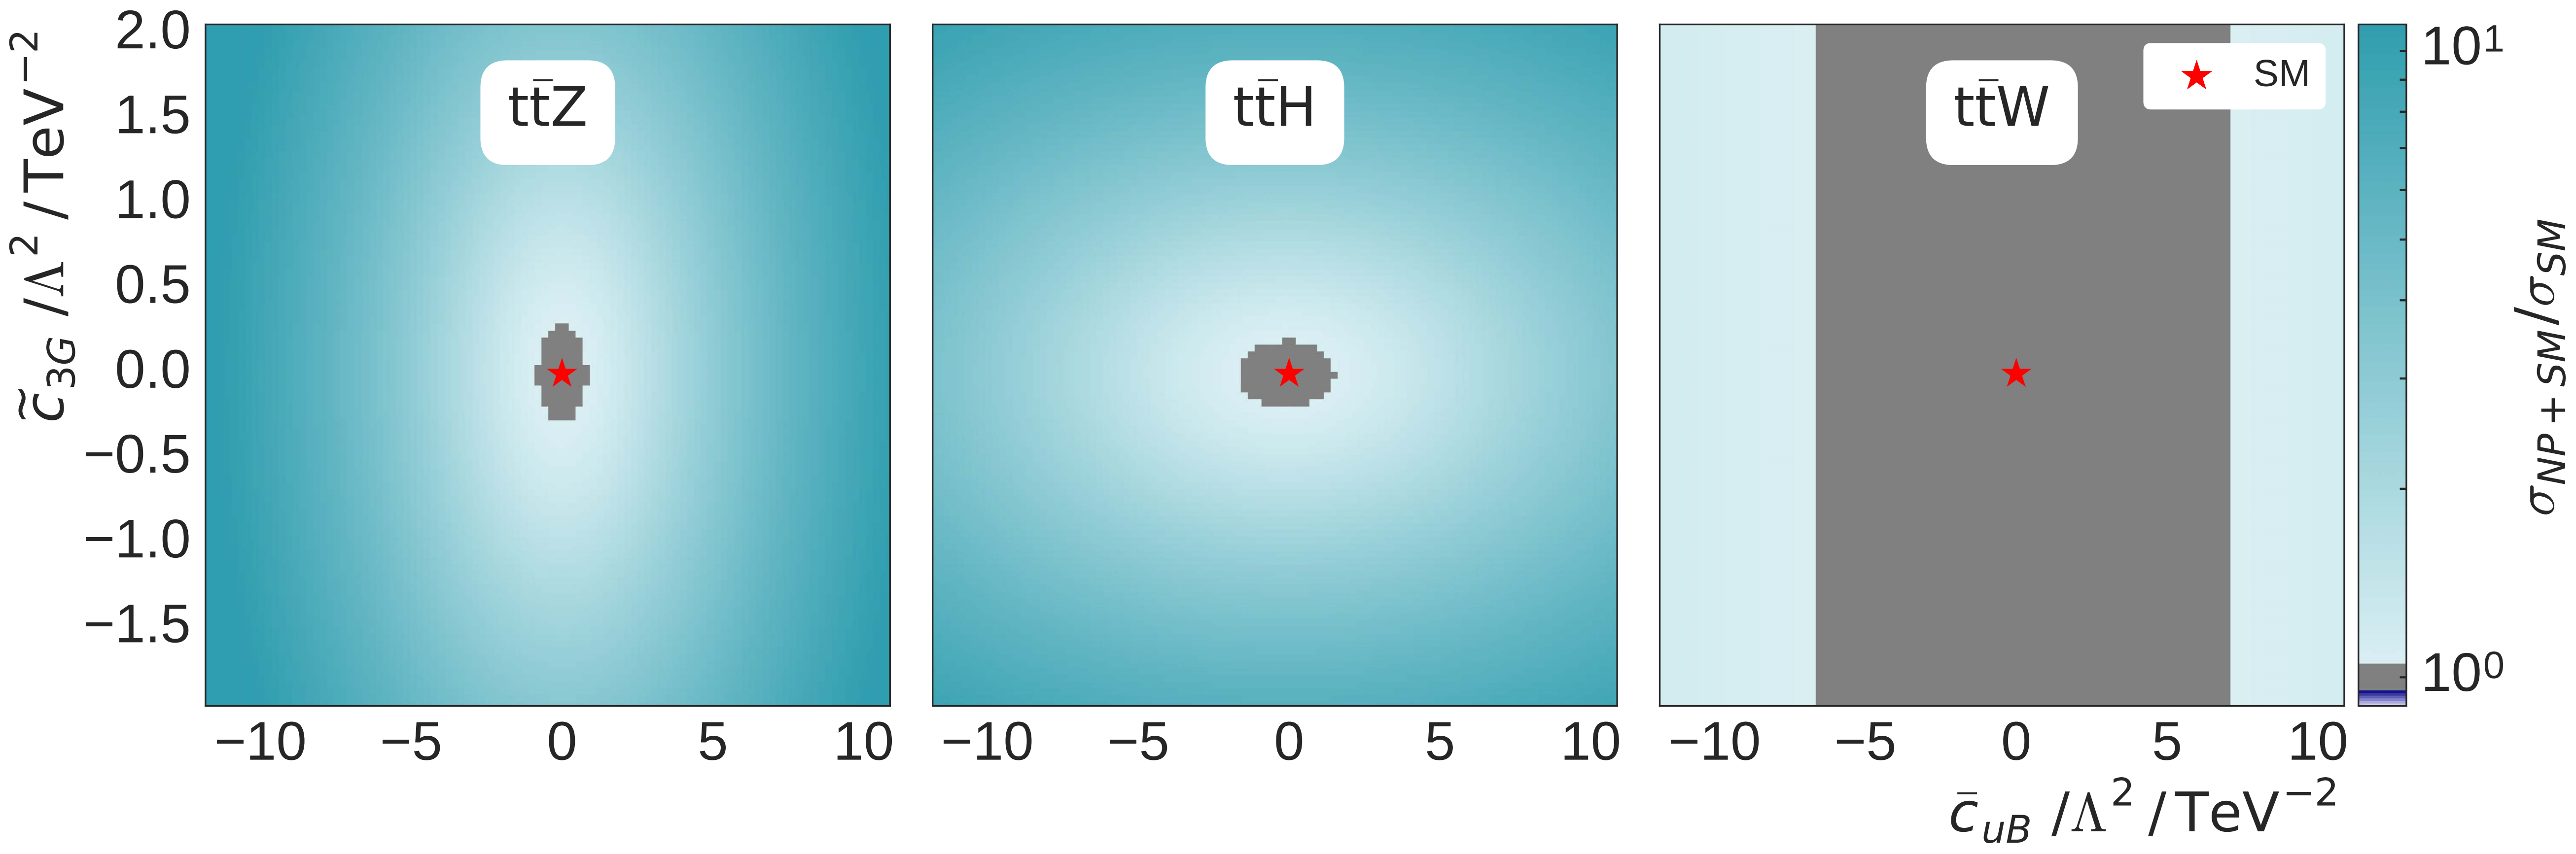 c̃₃G /Λ² / TeV⁻²
2.0
1.5
1.0
0.5
0.0
−0.5
−1.0
−1.5
tt̄Z
−10 −5 0 5 10
tt̄H
−10 −5 0 5 10
tt̄W
★ SM
−10 −5 0 5 10
c̄uB /Λ² / TeV⁻²
10¹
10⁰
σNP+SM/σSM